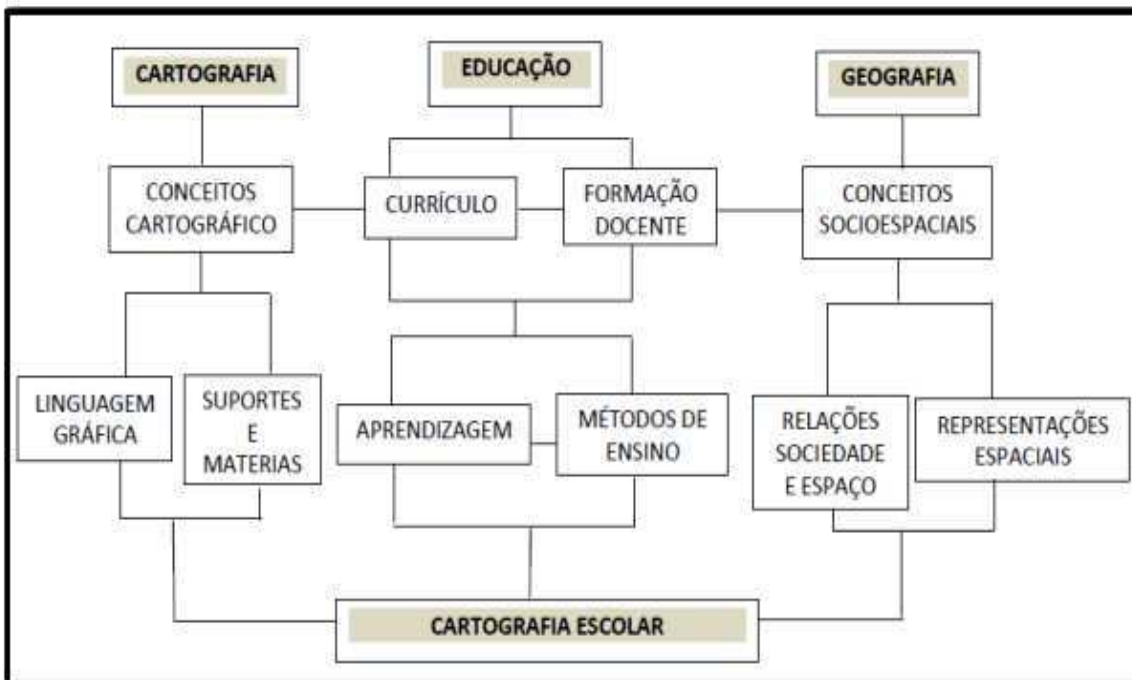 CARTOGRAFIA
EDUCAÇÃO
GEOGRAFIA
CONCEITOS
CARTOGRÁFICO
CURRÍCULO
FORMAÇÃO
DOCENTE
CONCEITOS
SOCIOESPACIAIS
LINGUAGEM
GRÁFICA
SUPORTES
E
MATERIAS
APRENDIZAGEM
MÉTODOS DE
ENSINO
RELAÇÕES
SOCIEDADE
E ESPAÇO
REPRESENTAÇÕES
ESPACIAIS
CARTOGRAFIA ESCOLAR